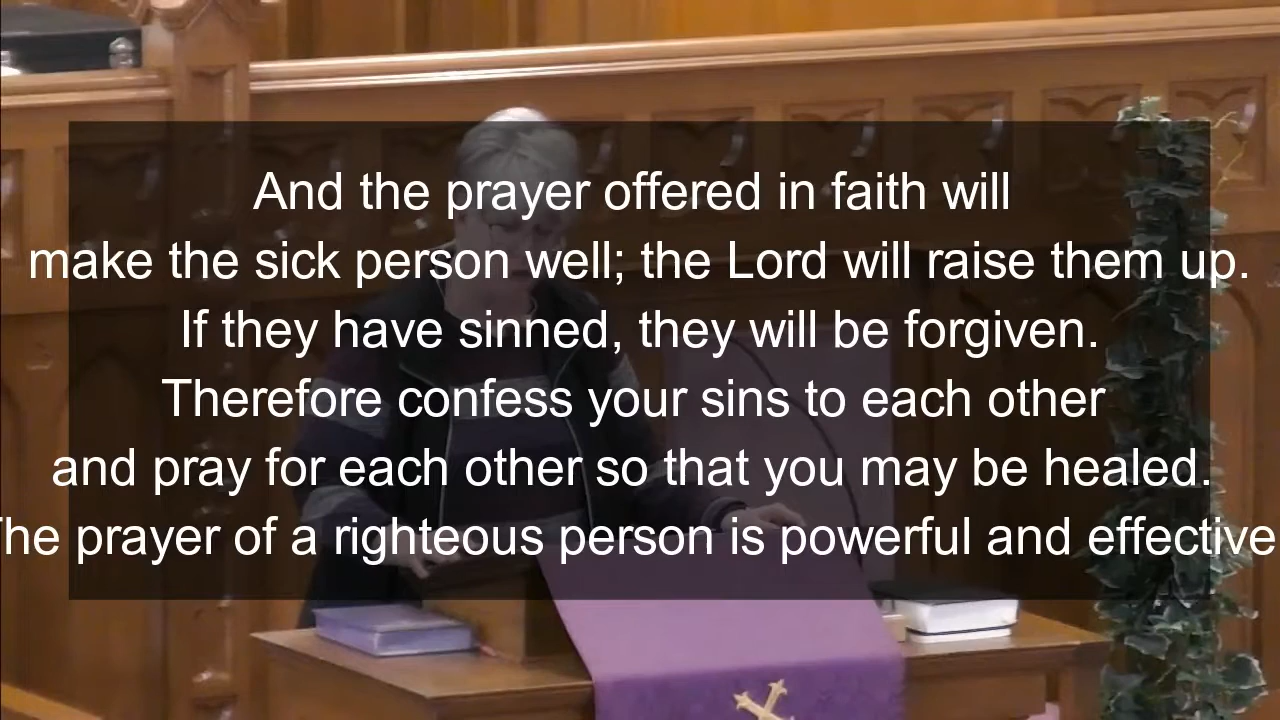 And the prayer offered in faith will
make the sick person well; the Lord will raise them up.
If they have sinned, they will be forgiven.
Therefore confess your sins to each other
and pray for each other so that you may be healed.
The prayer of a righteous person is powerful and effective